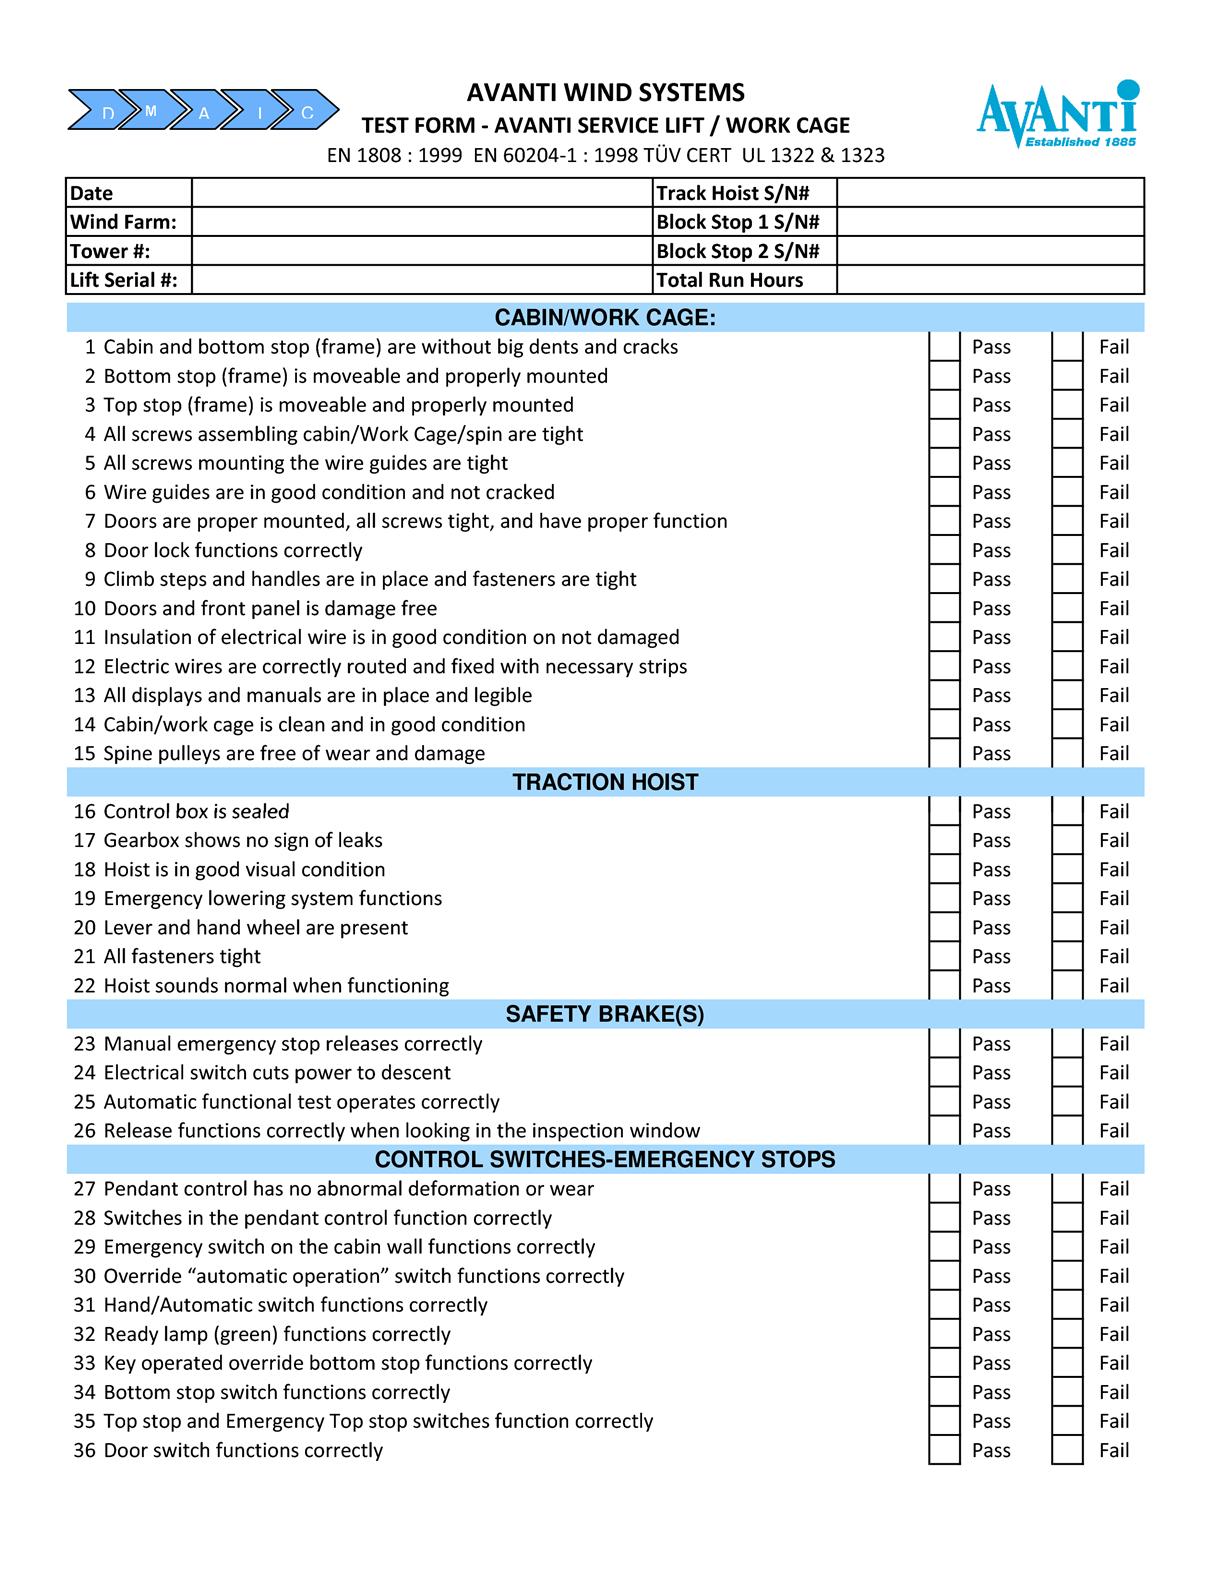 D M A I C
AVANTI WIND SYSTEMS
TEST FORM - AVANTI SERVICE LIFT / WORK CAGE
EN 1808 : 1999 EN 60204-1 : 1998 TÜV CERT UL 1322 & 1323
AVANTI
Established 1885
Date Track Hoist S/N#
Wind Farm: Block Stop 1 S/N#
Tower #: Block Stop 2 S/N#
Lift Serial #: Total Run Hours
CABIN/WORK CAGE:
1 Cabin and bottom stop (frame) are without big dents and cracks Pass Fail
2 Bottom stop (frame) is moveable and properly mounted Pass Fail
3 Top stop (frame) is moveable and properly mounted Pass Fail
4 All screws assembling cabin/Work Cage/spin are tight Pass Fail
5 All screws mounting the wire guides are tight Pass Fail
6 Wire guides are in good condition and not cracked Pass Fail
7 Doors are proper mounted, all screws tight, and have proper function Pass Fail
8 Door lock functions correctly Pass Fail
9 Climb steps and handles are in place and fasteners are tight Pass Fail
10 Doors and front panel is damage free Pass Fail
11 Insulation of electrical wire is in good condition on not damaged Pass Fail
12 Electric wires are correctly routed and fixed with necessary strips Pass Fail
13 All displays and manuals are in place and legible Pass Fail
14 Cabin/work cage is clean and in good condition Pass Fail
15 Spine pulleys are free of wear and damage Pass Fail
TRACTION HOIST
16 Control box is sealed Pass Fail
17 Gearbox shows no sign of leaks Pass Fail
18 Hoist is in good visual condition Pass Fail
19 Emergency lowering system functions Pass Fail
20 Lever and hand wheel are present Pass Fail
21 All fasteners tight Pass Fail
22 Hoist sounds normal when functioning Pass Fail
SAFETY BRAKE(S)
23 Manual emergency stop releases correctly Pass Fail
24 Electrical switch cuts power to descent Pass Fail
25 Automatic functional test operates correctly Pass Fail
26 Release functions correctly when looking in the inspection window Pass Fail
CONTROL SWITCHES-EMERGENCY STOPS
27 Pendant control has no abnormal deformation or wear Pass Fail
28 Switches in the pendant control function correctly Pass Fail
29 Emergency switch on the cabin wall functions correctly Pass Fail
30 Override “automatic operation” switch functions correctly Pass Fail
31 Hand/Automatic switch functions correctly Pass Fail
32 Ready lamp (green) functions correctly Pass Fail
33 Key operated override bottom stop functions correctly Pass Fail
34 Bottom stop switch functions correctly Pass Fail
35 Top stop and Emergency Top stop switches function correctly Pass Fail
36 Door switch functions correctly Pass Fail